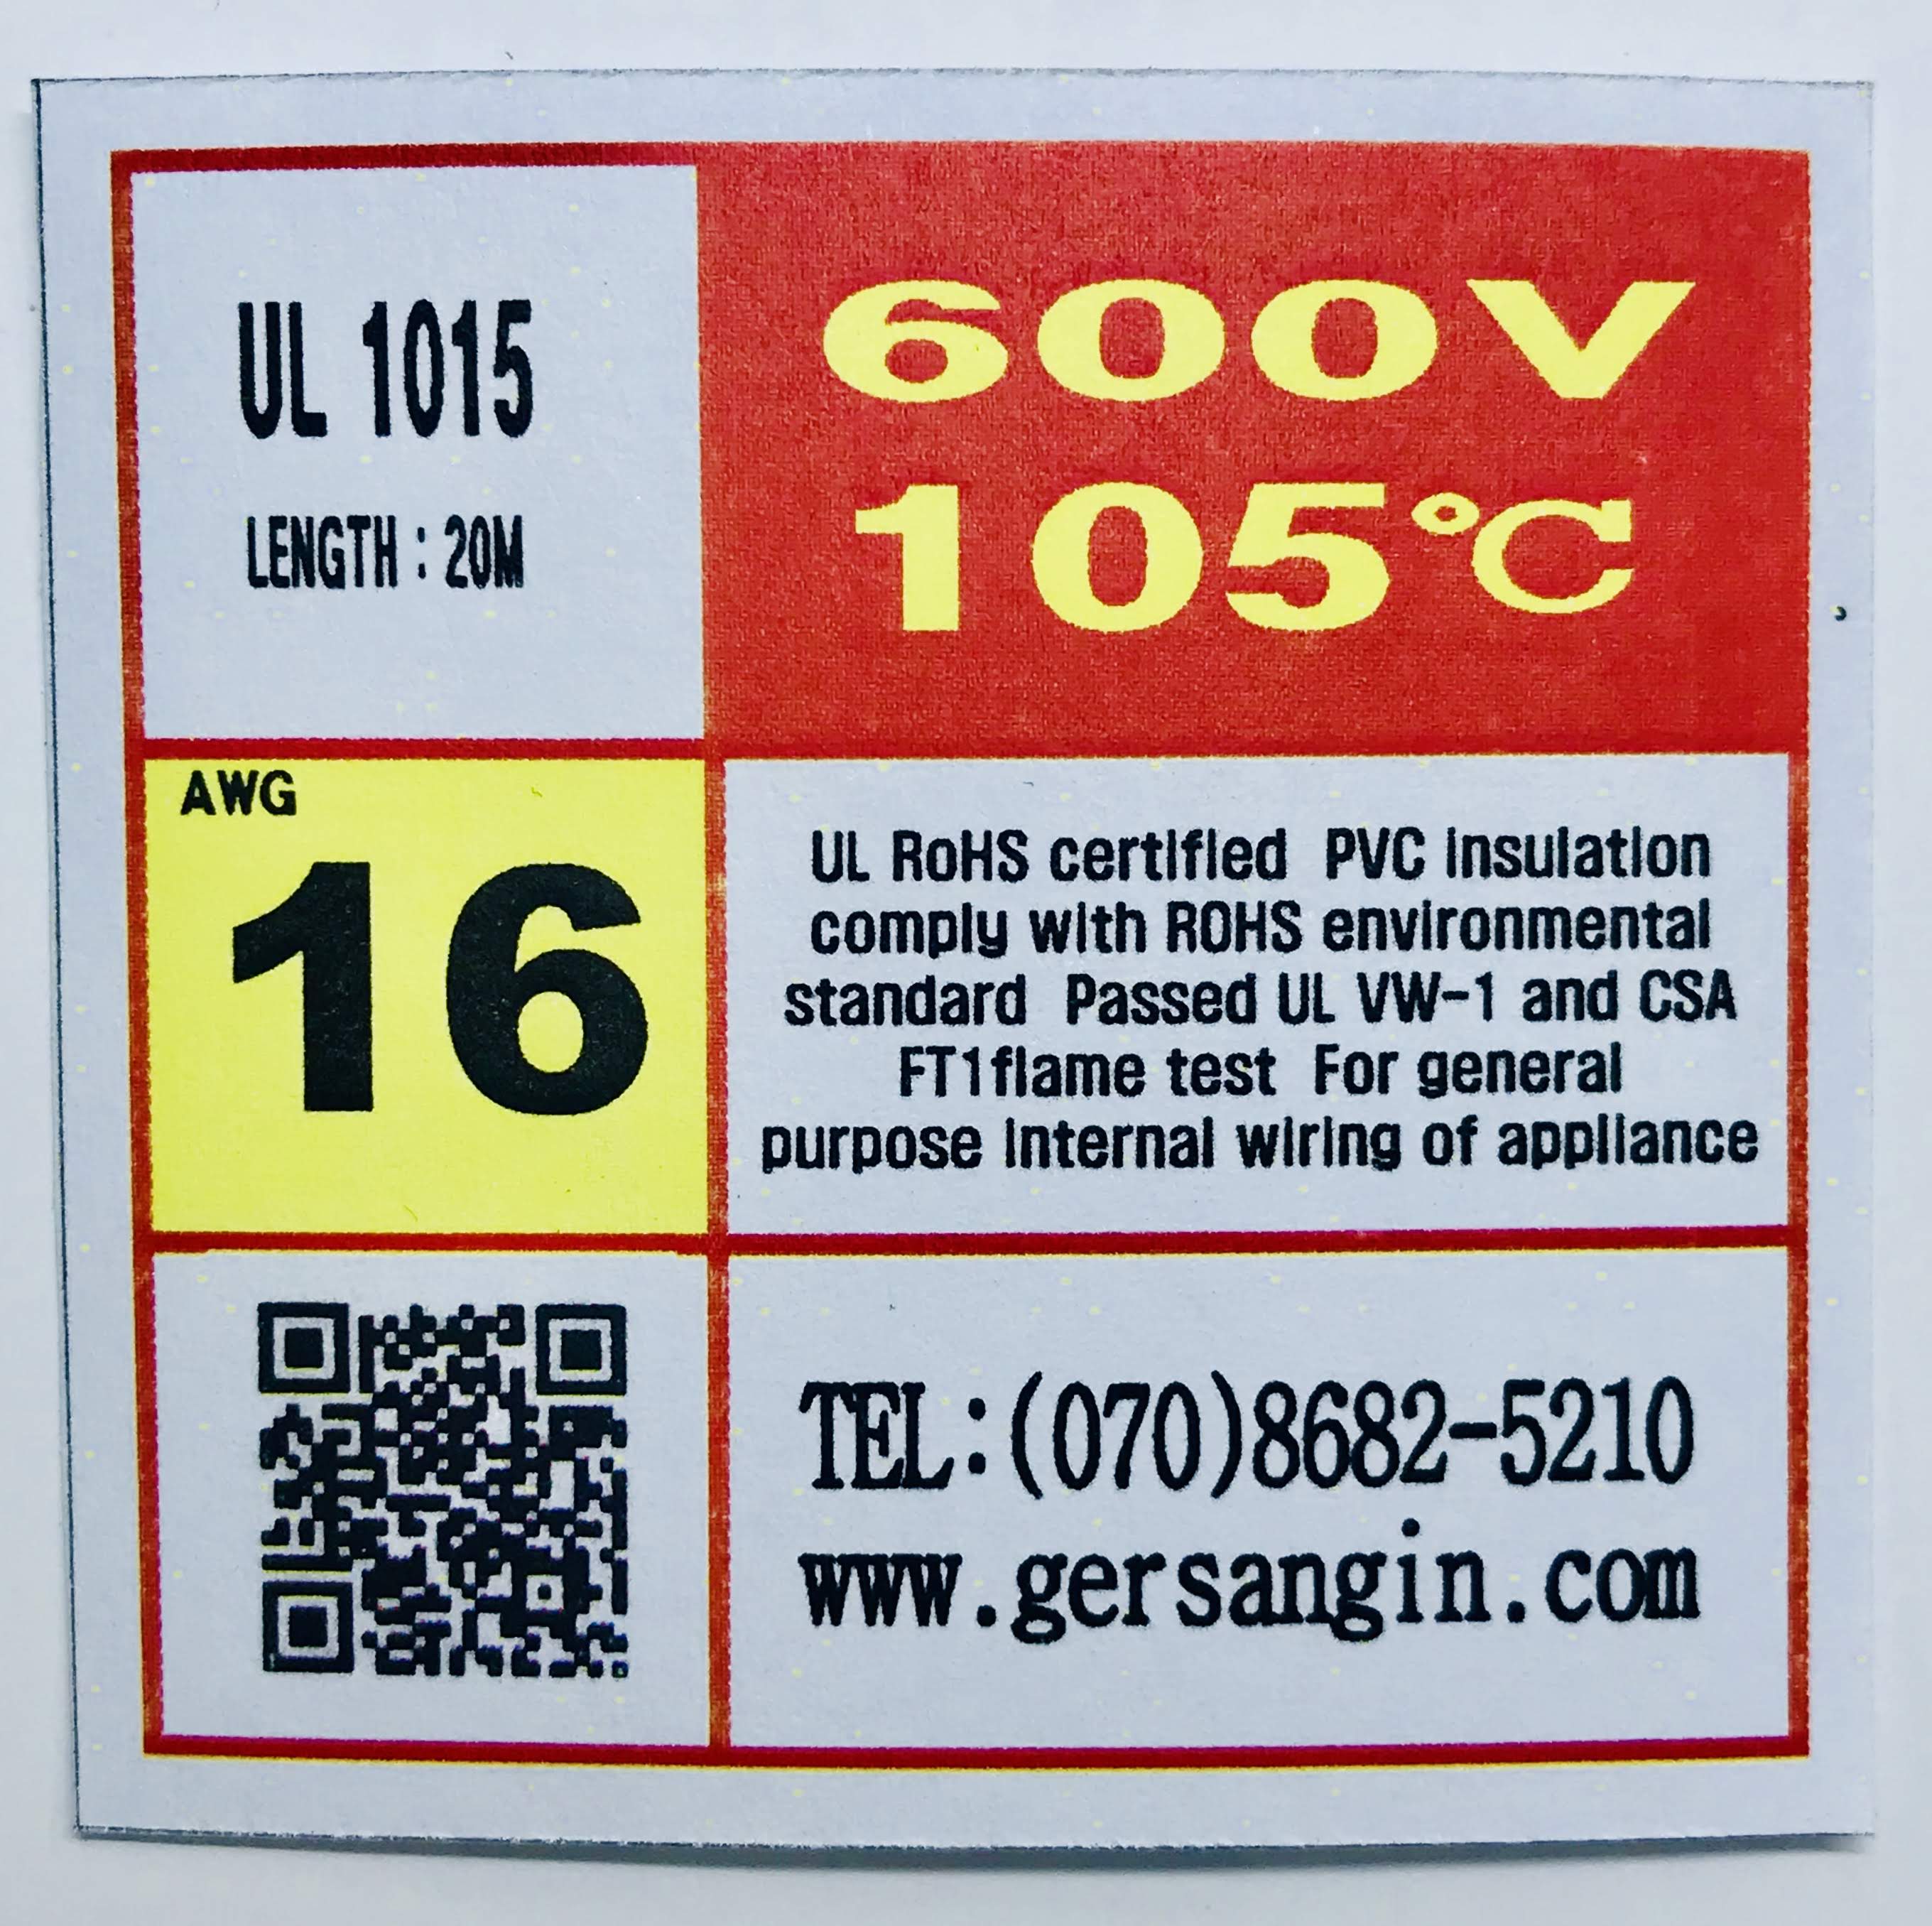 UL 1015
LENGTH : 20M
600V
105℃
AWG
16
UL RoHS certified PVC insulation
comply with ROHS environmental
standard Passed UL VW-1 and CSA
FT1flame test For general
purpose internal wiring of appliance
TEL:(070)8682-5210
www.gersangin.com